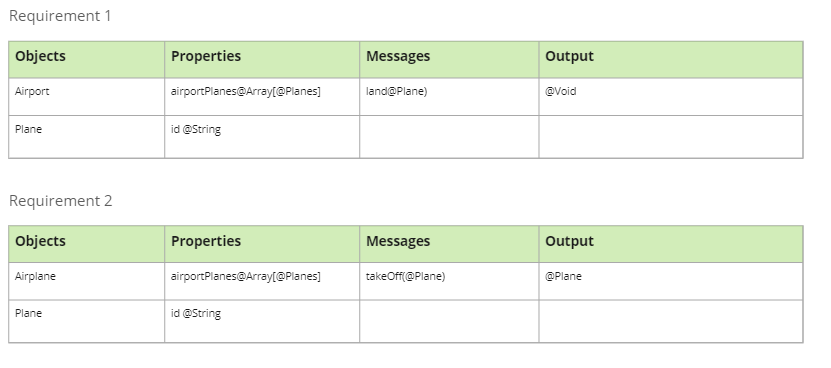 Requirement 1
Objects Properties Messages Output
Airport airportPlanes@Array[@Planes] land@Plane) @Void
Plane id @String
Requirement 2
Objects Properties Messages Output
Airplane airportPlanes@Array[@Planes] takeOff(@Plane) @Plane
Plane id @String